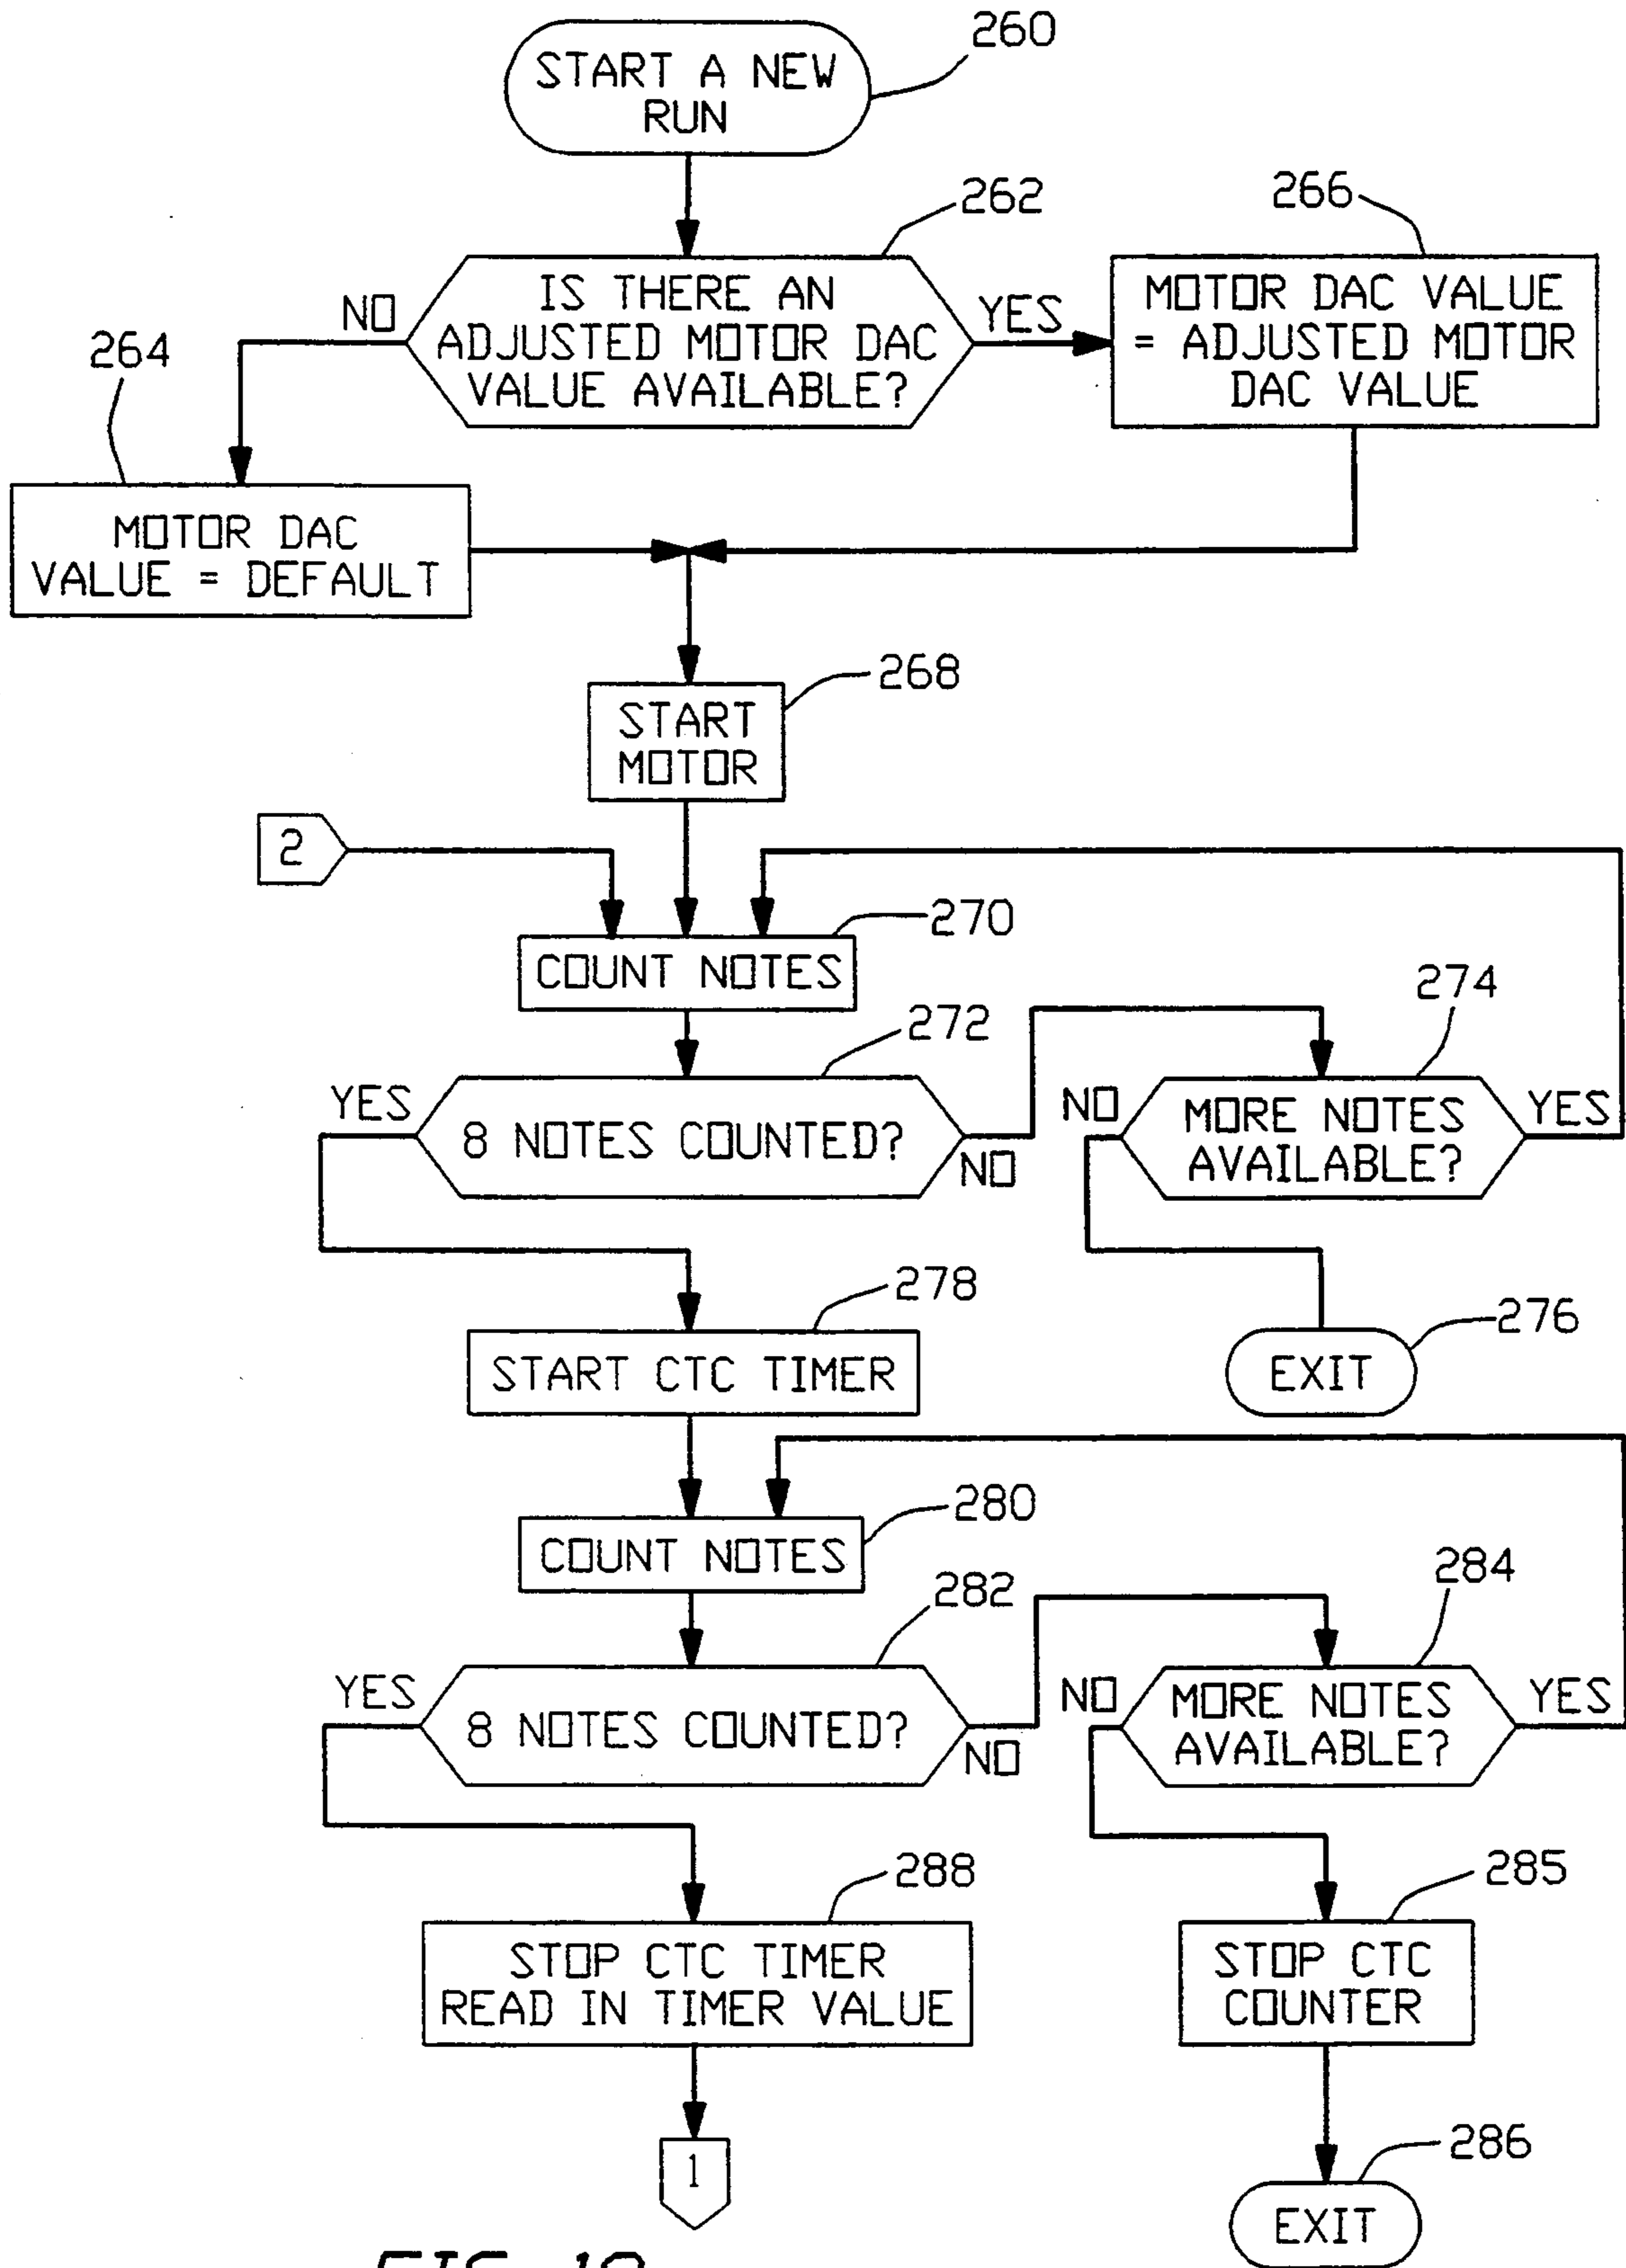 260
START A NEW
RUN
262
266
IS THERE AN
ADJUSTED MOTOR DAC
VALUE AVAILABLE?
NO
YES
MOTOR DAC VALUE
= ADJUSTED MOTOR
DAC VALUE
264
MOTOR DAC
VALUE = DEFAULT
268
START
MOTOR
2
270
COUNT NOTES
272
274
YES
8 NOTES COUNTED?
NO
NO
MORE NOTES
AVAILABLE?
YES
278
START CTC TIMER
276
EXIT
280
COUNT NOTES
282
284
YES
8 NOTES COUNTED?
NO
NO
MORE NOTES
AVAILABLE?
YES
288
STOP CTC TIMER
READ IN TIMER VALUE
285
STOP CTC
COUNTER
1
286
EXIT